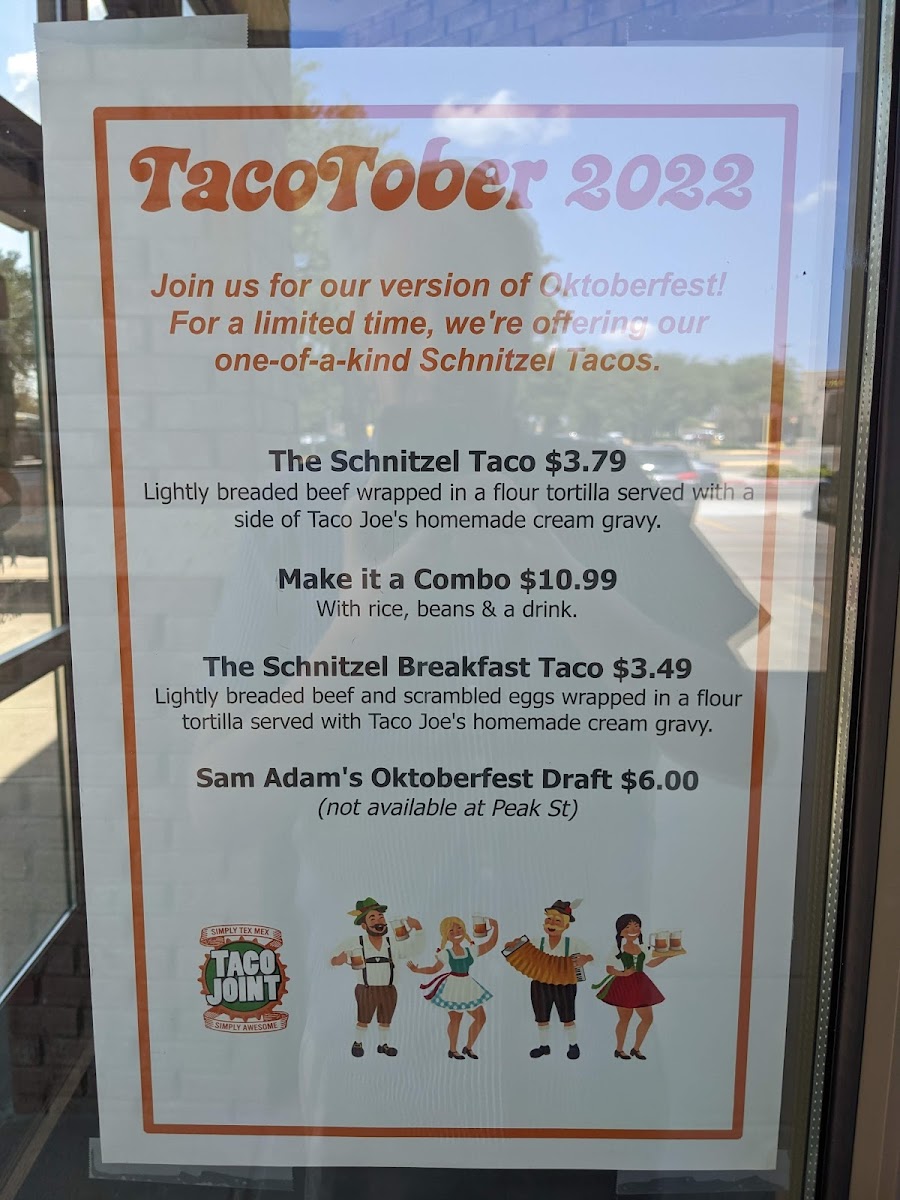 TacoTober 2022
Join us for our version of Oktoberfest!
For a limited time, we're offering our
one-of-a-kind Schnitzel Tacos.
The Schnitzel Taco $3.79
Lightly breaded beef wrapped in a flour tortilla served with a
side of Taco Joe's homemade cream gravy.
Make it a Combo $10.99
With rice, beans & a drink.
The Schnitzel Breakfast Taco $3.49
Lightly breaded beef and scrambled eggs wrapped in a flour
tortilla served with Taco Joe's homemade cream gravy.
Sam Adam's Oktoberfest Draft $6.00
(not available at Peak St)
SIMPLY TEX MEX
TACO
JOINT
SIMPLY AWESOME